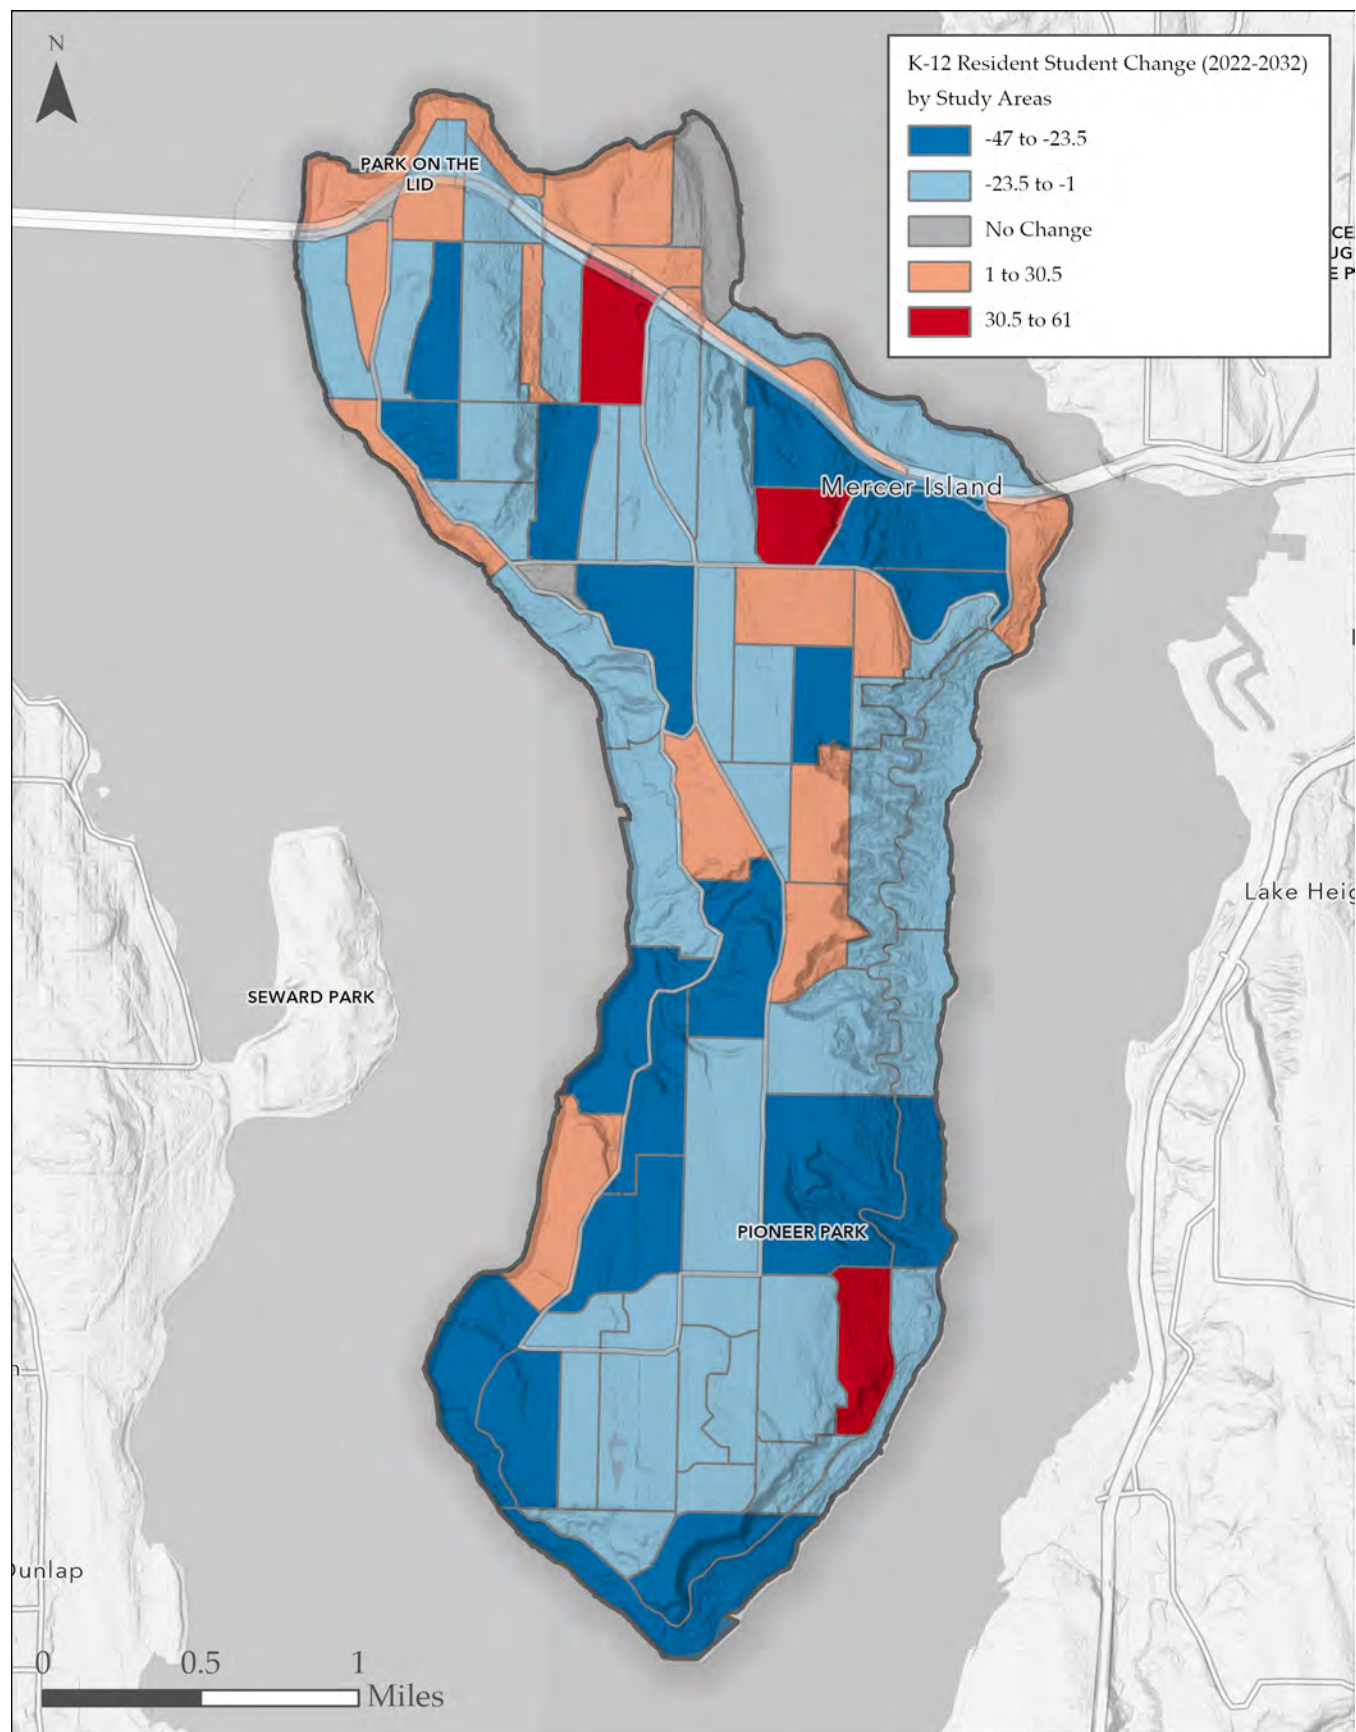 N
K-12 Resident Student Change (2022-2032)
by Study Areas
-47 to -23.5
-23.5 to -1
No Change
1 to 30.5
30.5 to 61
PARK ON THE
LID
Mercer Island
Lake Heig
SEWARD PARK
PIONEER PARK
Dunlap
0 0.5 1
Miles